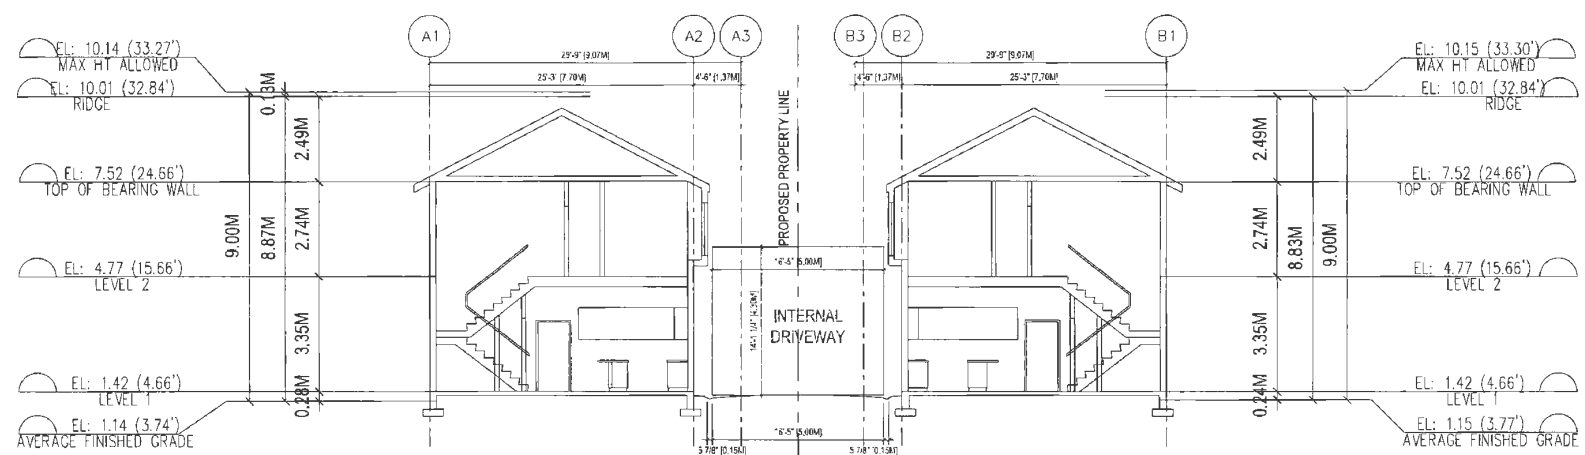 A1
A2
A3
B3
B2
B1
EL: 10.14 (33.27')
MAX HT ALLOWED
EL: 10.01 (32.84')
RIDGE
EL: 7.52 (24.66')
TOP OF BEARING WALL
EL: 4.77 (15.66')
LEVEL 2
EL: 1.42 (4.66')
LEVEL 1
EL: 1.14 (3.74')
AVERAGE FINISHED GRADE
9.00M
8.87M
0.13M
2.49M
2.74M
3.35M
0.28M
29'-9" [9,07M]
25'-3" [7,70M]
4'-6" [1,37M]
PROPOSED PROPERTY LINE
29'-9" [9,07M]
4'-6" [1,37M]
25'-3" [7,70M]
16'-5" [5,00M]
14'-1 1/4" [4,30M]
INTERNAL
DRIVEWAY
16'-5" [5,00M]
5 7/8" [0,15M]
5 7/8" [0,15M]
2.49M
2.74M
3.35M
0.24M
8.83M
9.00M
EL: 10.15 (33.30')
MAX HT ALLOWED
EL: 10.01 (32.84')
RIDGE
EL: 7.52 (24.66')
TOP OF BEARING WALL
EL: 4.77 (15.66')
LEVEL 2
EL: 1.42 (4.66')
LEVEL 1
EL: 1.15 (3.77')
AVERAGE FINISHED GRADE